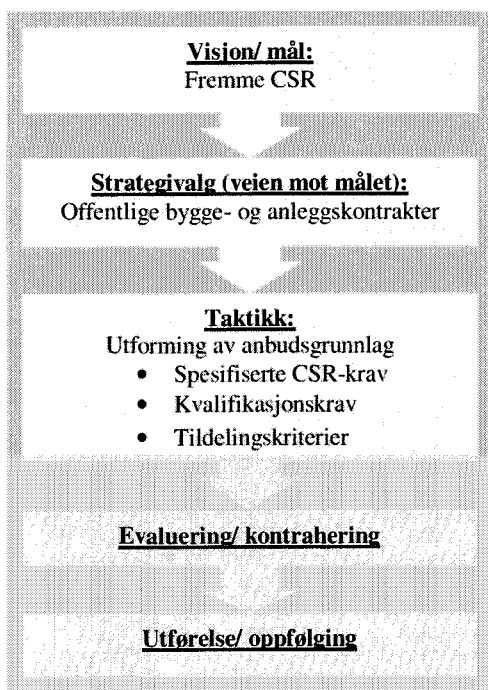 Visjon/ mål:
Fremme CSR
Strategivalg (veien mot målet):
Offentlige bygge- og anleggskontrakter
Taktikk:
Utforming av anbudsgrunnlag
• Spesifiserte CSR-krav
• Kvalifikasjonskrav
• Tildelingskriterier
Evaluering/ kontrahering
Utførelse/ oppfølging